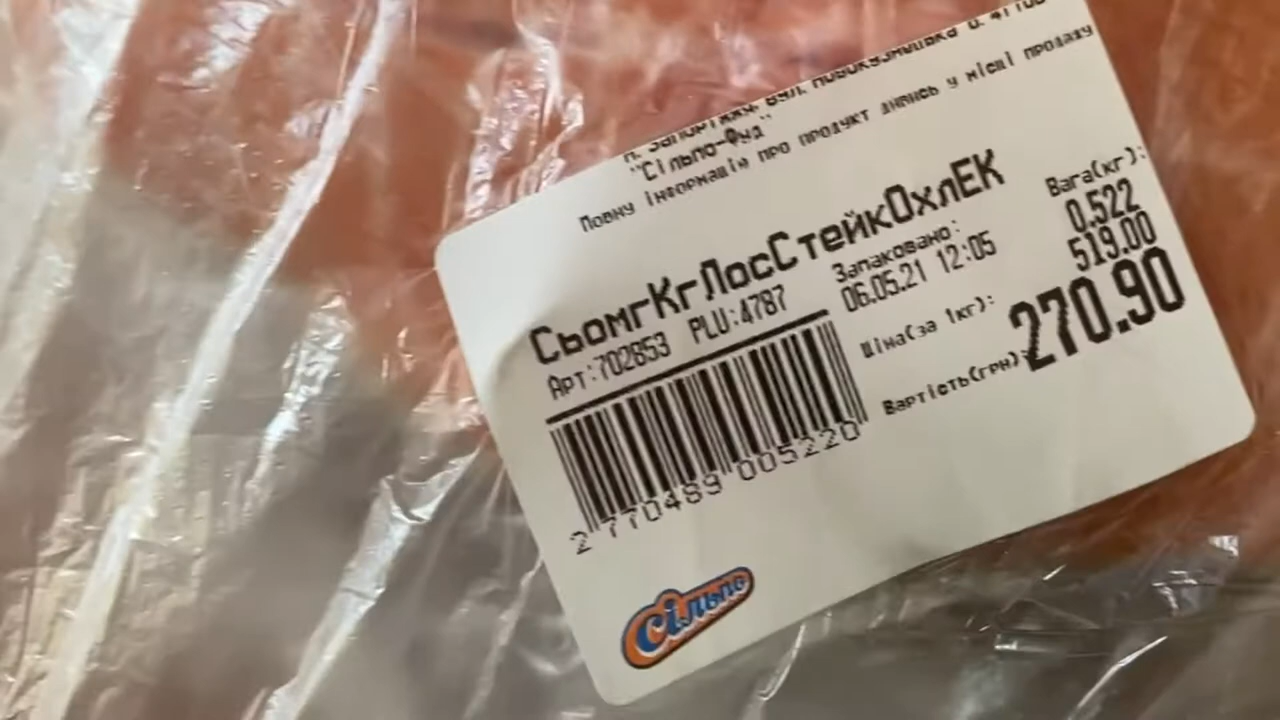 м. Запоріжжя, вул. Новокузнецька б. 41
"Сільпо-Фуд"
Повну інформацію про продукт дивись у місці продажу
СьомгКгЛосСтейкОхлЕК
Арт:702853 PLU:4787
Запаковано:
06.05.21 12:05
Вага(кг):
0.522
Ціна(за 1кг):
519.00
Вартість(грн):
270.90
2 770489 005220
Сільпо